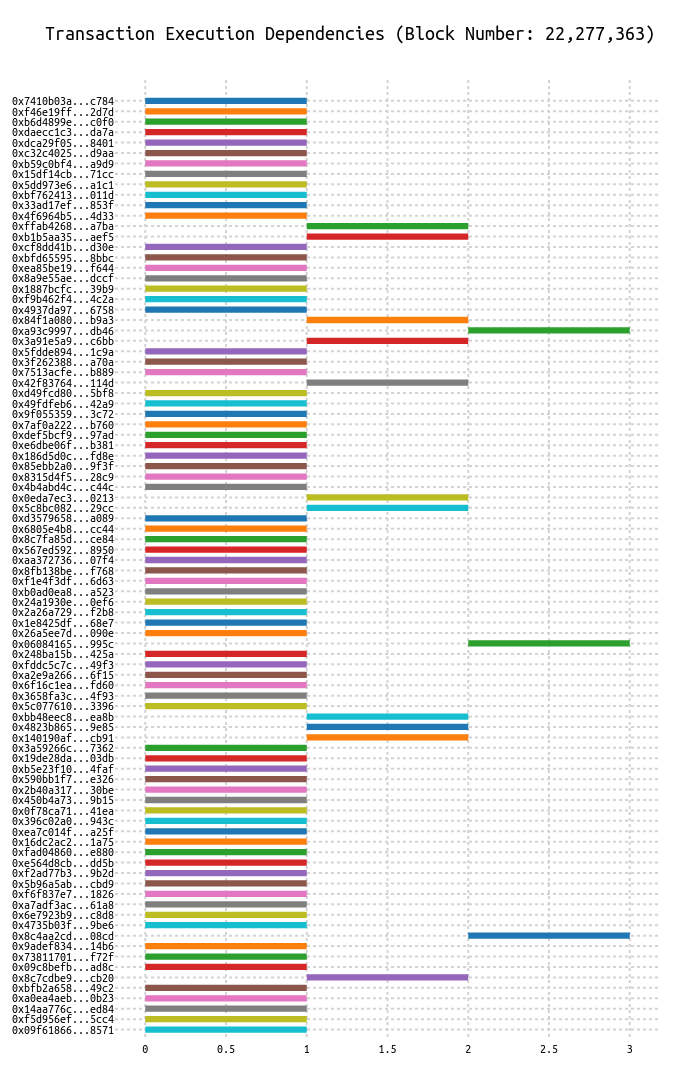 Transaction Execution Dependencies (Block Number: 22,277,363)
0x7410b03a...c784
0xf46e19ff...2d7d
0xb6d4899e...c0f0
0xdaecc1c3...da7a
0xdca29f05...8401
0xc32c4025...d9aa
0xb59c0bf4...a9d9
0x15df14cb...71cc
0x5dd973e6...a1c1
0xbf762413...011d
0x33ad17ef...853f
0x4f6964b5...4d33
0xffab4268...a7ba
0xb1b5aa35...aef5
0xcf8dd41b...d30e
0xbfd65595...8bbc
0xea85be19...f644
0x8a9e55ae...dccf
0x1887bcfc...39b9
0xf9b462f4...4c2a
0x4937da97...6758
0x84f1a080...b9a3
0xa93c9997...db46
0x3a91e5a9...c6bb
0x5fdde894...1c9a
0x3f262388...a70a
0x7513acfe...b889
0x42f83764...114d
0xd49fcd80...5bf8
0x49fdfeb6...42a9
0x9f055359...3c72
0x7af0a222...b760
0xdef5bcf9...97ad
0xe6dbe06f...b381
0x186d5d0c...fd8e
0x85ebb2a0...9f3f
0x8315d4f5...28c9
0x4b4abd4c...c44c
0x0eda7ec3...0213
0x5c8bc082...29cc
0xd3579658...a089
0x6805e4b8...cc44
0x8c7fa85d...ce84
0x567ed592...8950
0xaa372736...07f4
0x8fb138be...f768
0xf1e4f3df...6d63
0xb0ad0ea8...a523
0x24a1930e...0ef6
0x2a26a729...f2b8
0x1e8425df...68e7
0x26a5ee7d...090e
0x06084165...995c
0x248ba15b...425a
0xfddc5c7c...49f3
0xa2e9a266...6f15
0x6f16c1ea...fd60
0x3658fa3c...4f93
0x5c077610...3396
0xbb48eec8...ea8b
0x4823b865...9e85
0x140190af...cb91
0x3a59266c...7362
0x19de28da...03db
0xb5e23f10...4faf
0x590bb1f7...e326
0x2b40a317...30be
0x450b4a73...9b15
0x0f78ca71...41ea
0x396c02a0...943c
0xea7c014f...a25f
0x16dc2ac2...1a75
0xfad04860...e880
0xe564d8cb...dd5b
0xf2ad77b3...9b2d
0x5b96a5ab...cbd9
0xf6f837e7...1826
0xa7adf3ac...61a8
0x6e7923b9...c8d8
0x4735b03f...9be6
0x8c4aa2cd...08cd
0x9adef834...14b6
0x73811701...f72f
0x09c8befb...ad8c
0x8c7cdbe9...cb20
0xbfb2a658...49c2
0xa0ea4aeb...0b23
0x14aa776c...ed84
0xf5d956ef...5cc4
0x09f61866...8571
0 0.5 1 1.5 2 2.5 3